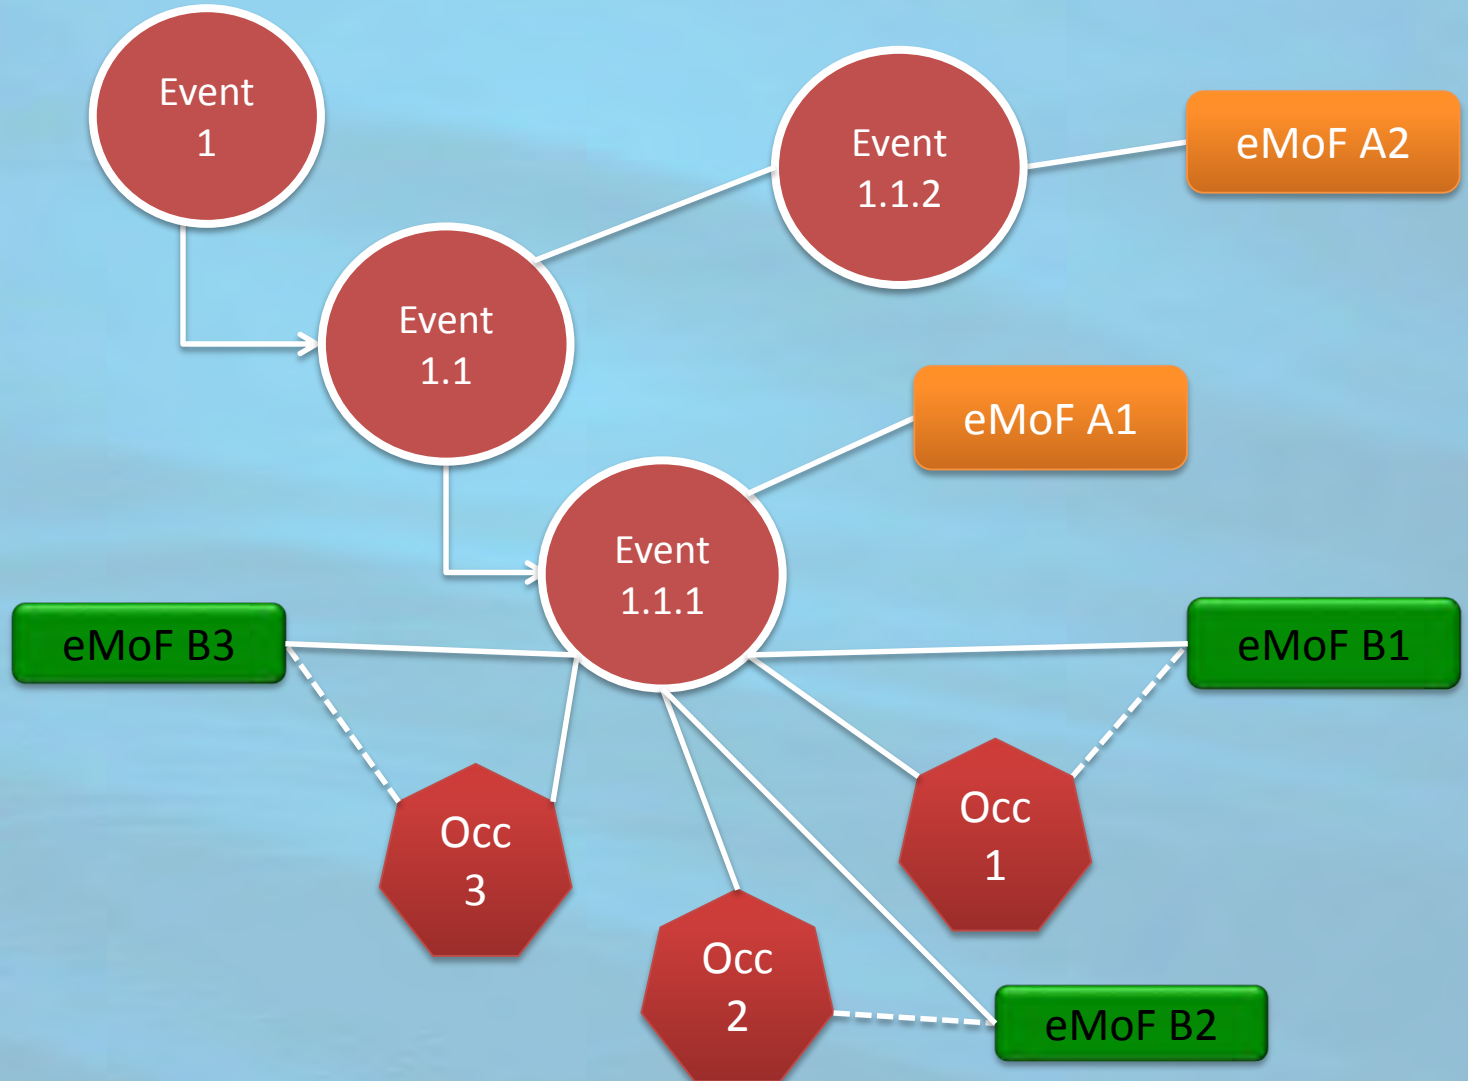 Event
1
Event
1.1.2
eMoF A2
Event
1.1
eMoF A1
Event
1.1.1
eMoF B3
eMoF B1
Occ
1
Occ
3
Occ
2
eMoF B2